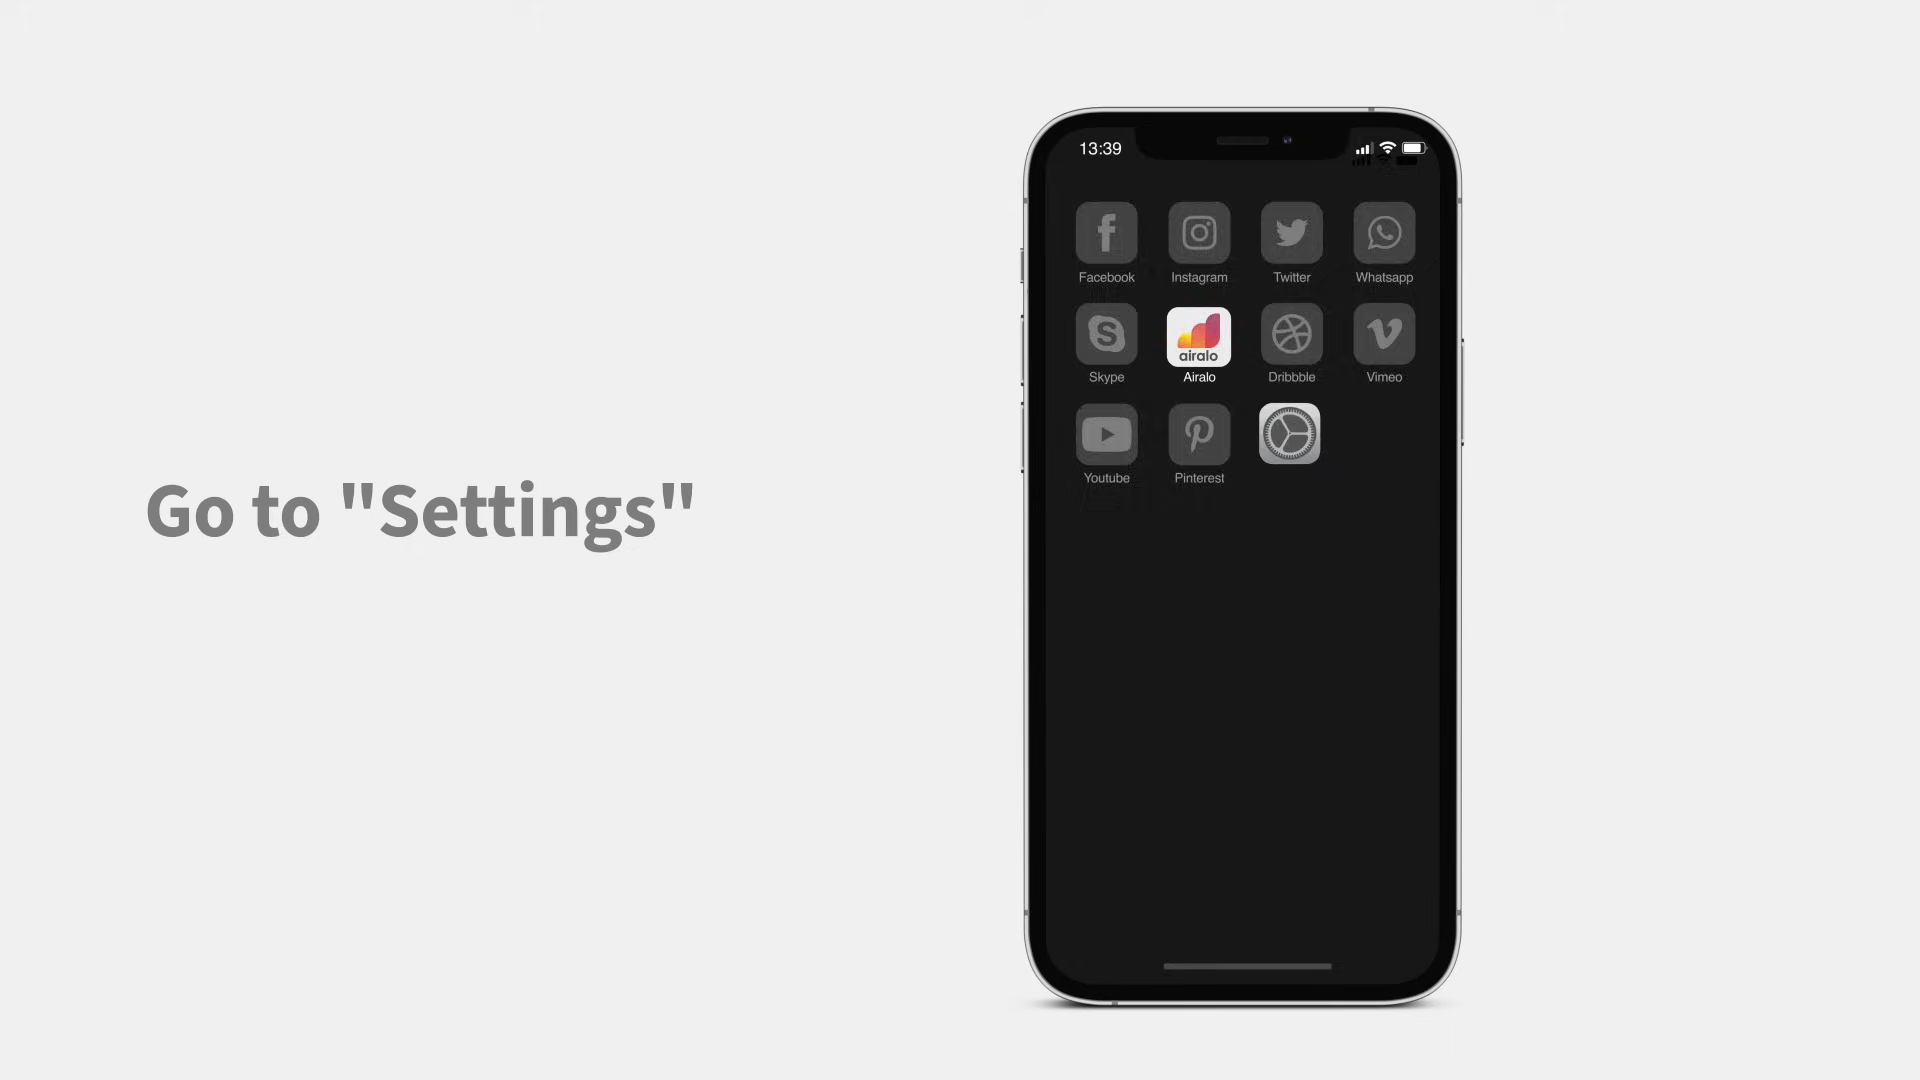 Go to "Settings"
13:39
Facebook Instagram Twitter Whatsapp
airalo
Skype Airalo Dribbble Vimeo
Youtube Pinterest